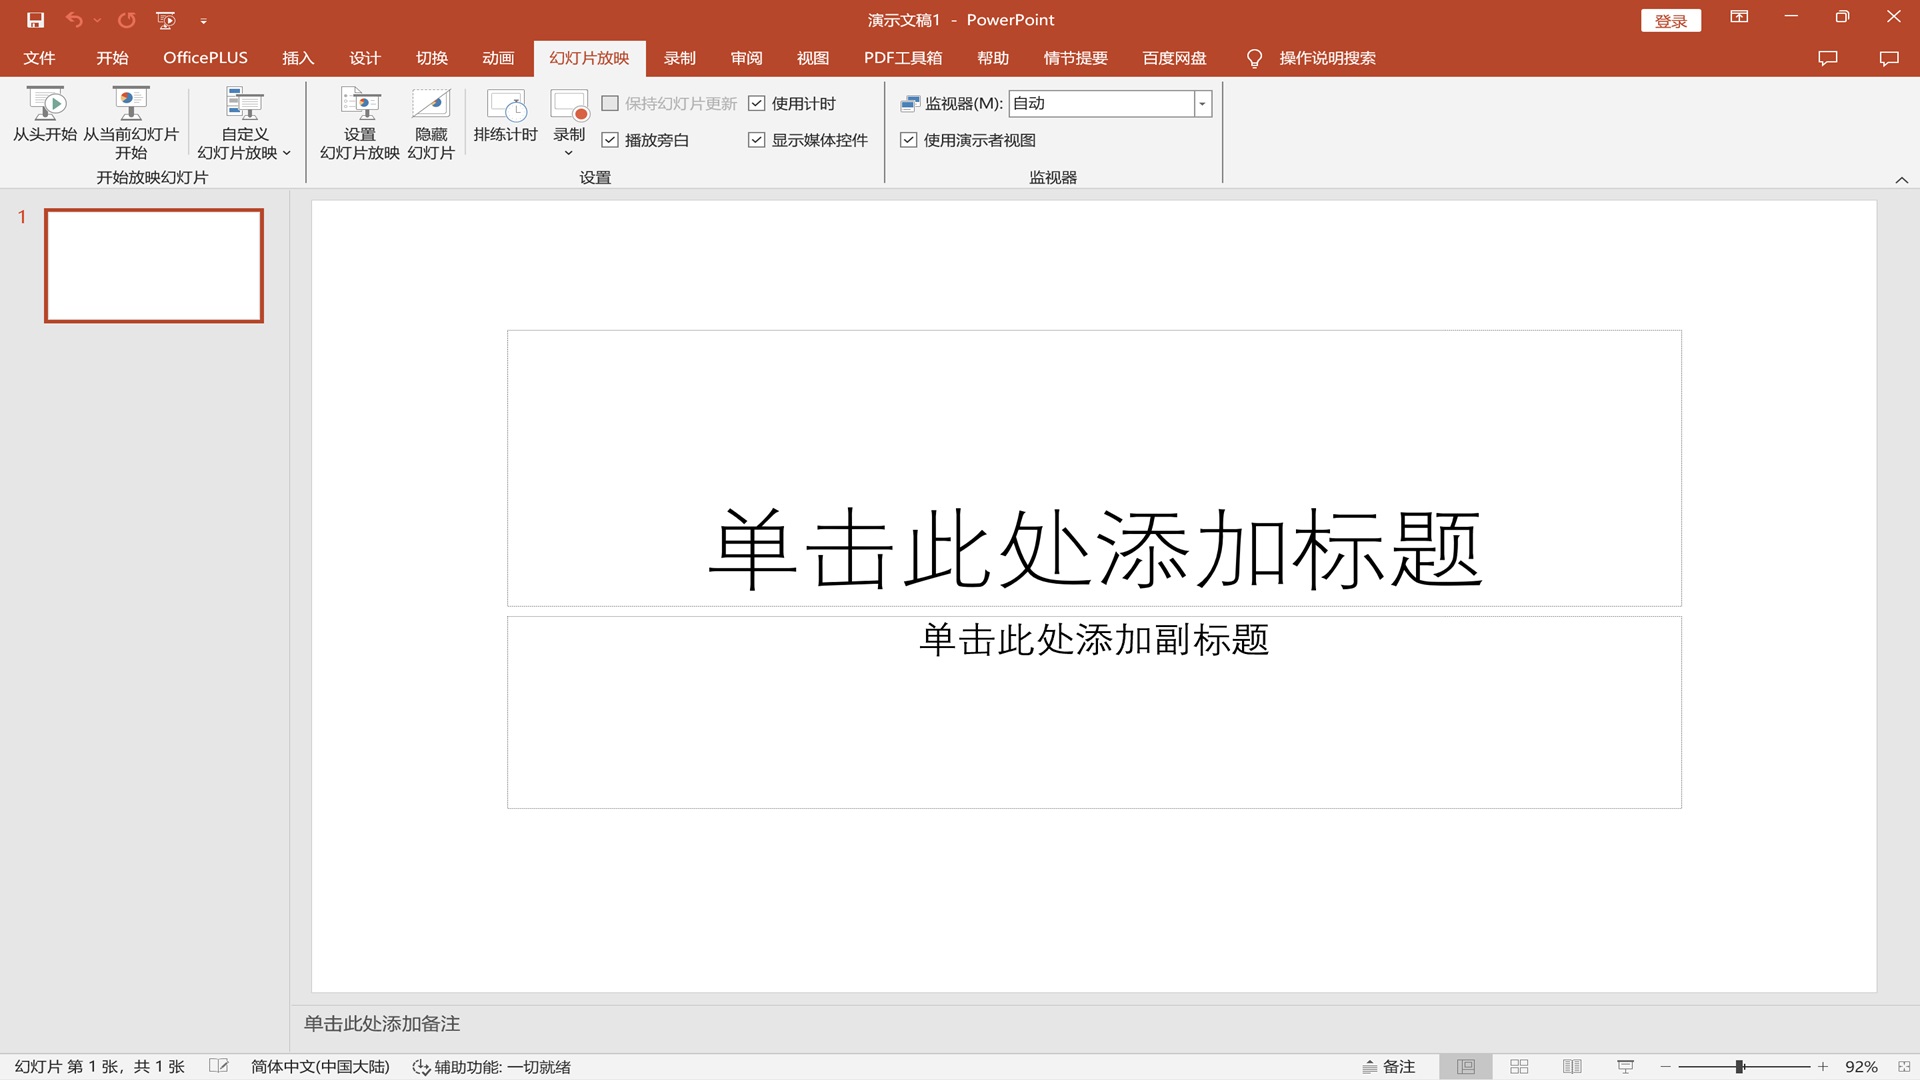 演示文稿1 - PowerPoint
登录
文件 开始 OfficePLUS 插入 设计 切换 动画 幻灯片放映 录制 审阅 视图 PDF工具箱 帮助 情节提要 百度网盘 操作说明搜索
从头开始 从当前幻灯片
开始
自定义
幻灯片放映
开始放映幻灯片
设置
幻灯片放映
隐藏
幻灯片
排练计时 录制
保持幻灯片更新 使用计时
播放旁白 显示媒体控件
设置
监视器(M): 自动
使用演示者视图
监视器
1
单击此处添加标题
单击此处添加副标题
单击此处添加备注
幻灯片 第 1 张，共 1 张 简体中文(中国大陆) 辅助功能: 一切就绪 备注 92%